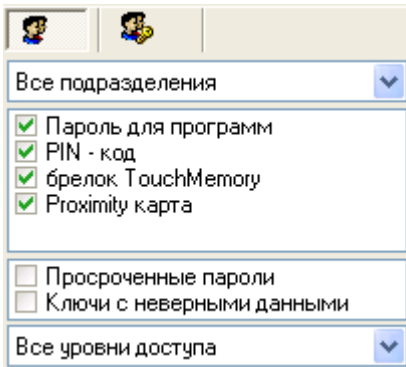 Все подразделения
Пароль для программ
PIN - код
брелок TouchMemory
Proximity карта
Просроченные пароли
Ключи с неверными данными
Все уровни доступа